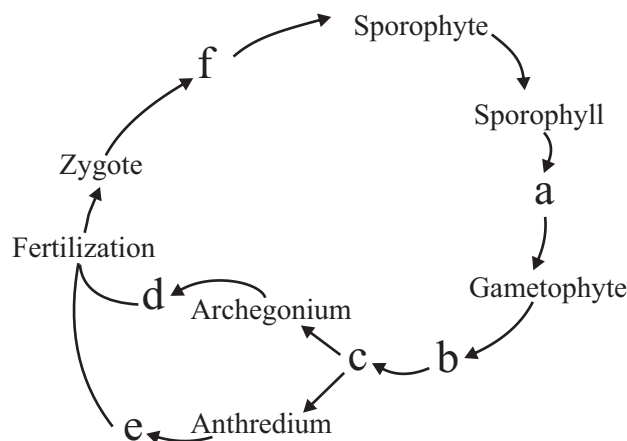 Sporophyte
f
Sporophyll
Zygote
a
Fertilization
Gametophyte
d
Archegonium
c
b
e
Anthredium